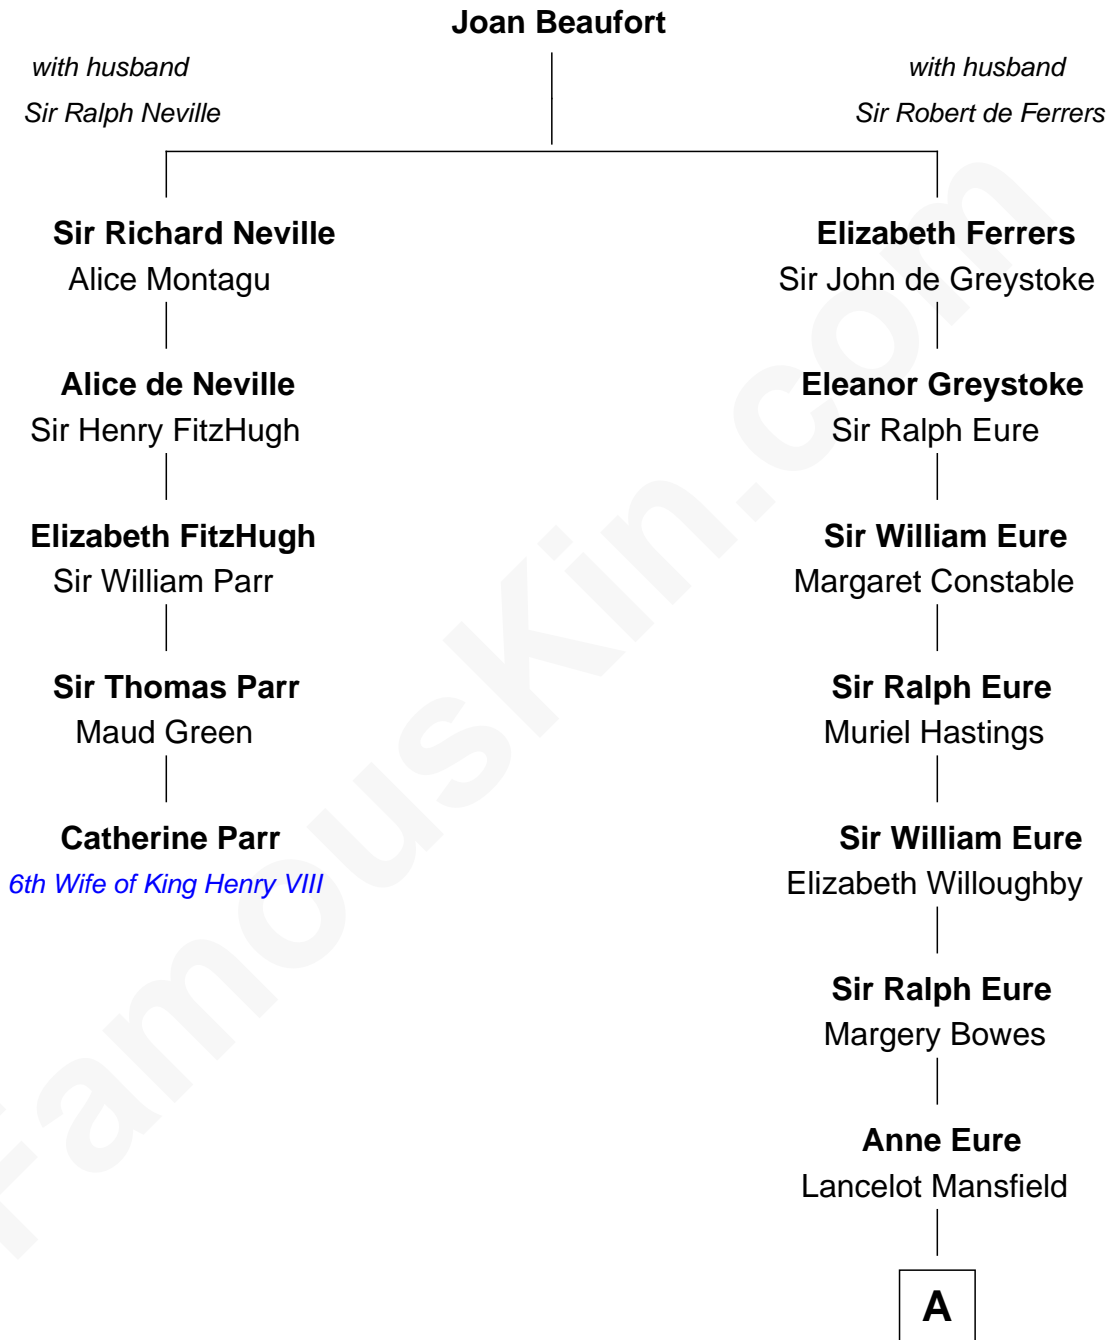 Joan Beaufort
with husband
Sir Ralph Neville
with husband
Sir Robert de Ferrers
Sir Richard Neville
Alice Montagu
Alice de Neville
Sir Henry FitzHugh
Elizabeth FitzHugh
Sir William Parr
Sir Thomas Parr
Maud Green
Catherine Parr
6th Wife of King Henry VIII
Elizabeth Ferrers
Sir John de Greystoke
Eleanor Greystoke
Sir Ralph Eure
Sir William Eure
Margaret Constable
Sir Ralph Eure
Muriel Hastings
Sir William Eure
Elizabeth Willoughby
Sir Ralph Eure
Margery Bowes
Anne Eure
Lancelot Mansfield
A
FamousKin.com